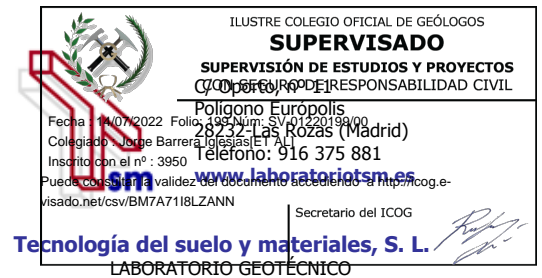 ILUSTRE COLEGIO OFICIAL DE GEÓLOGOS
SUPERVISADO
SUPERVISIÓN DE ESTUDIOS Y PROYECTOS
CON SEGURO DE RESPONSABILIDAD CIVIL
C/ Oporto, nº 11
Polígono Európolis
Fecha : 14/07/2022 Folio: 199 Núm: SV-01220199/00
28232-Las Rozas (Madrid)
Colegiado : Jorge Barrera Iglesias(ET AL)
Teléfono: 916 375 881
Inscrito con el nº : 3950
www.laboratoriotsm.es
tsm
Puede consultar la validez del documento accediendo a http://icog.e-
visado.net/csv/BM7A71I8LZANN
Secretario del ICOG
Tecnología del suelo y materiales, S. L.
LABORATORIO GEOTÉCNICO